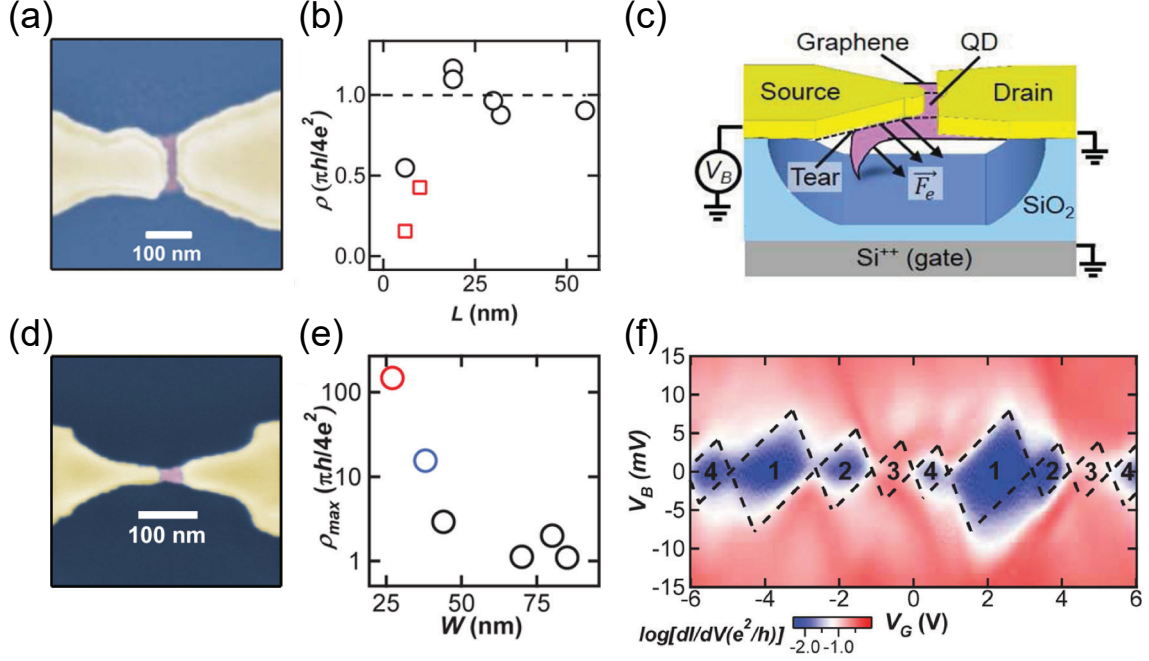 (a)
100 nm
(b)
ρ (πh/4e²)
1.0
0.5
0.0
0
25
50
L (nm)
(c)
Graphene
QD
Source
Drain
V_B
Tear
F_e
SiO₂
Si⁺⁺ (gate)
(d)
100 nm
(e)
ρ_max (πh/4e²)
100
10
1
25
50
75
W (nm)
(f)
V_B (mV)
15
10
5
0
-5
-10
-15
4 1 2 3 4 1 2 3 4
-6 -4 -2 0 2 4 6
V_G (V)
log[dI/dV(e²/h)]
-2.0 -1.0